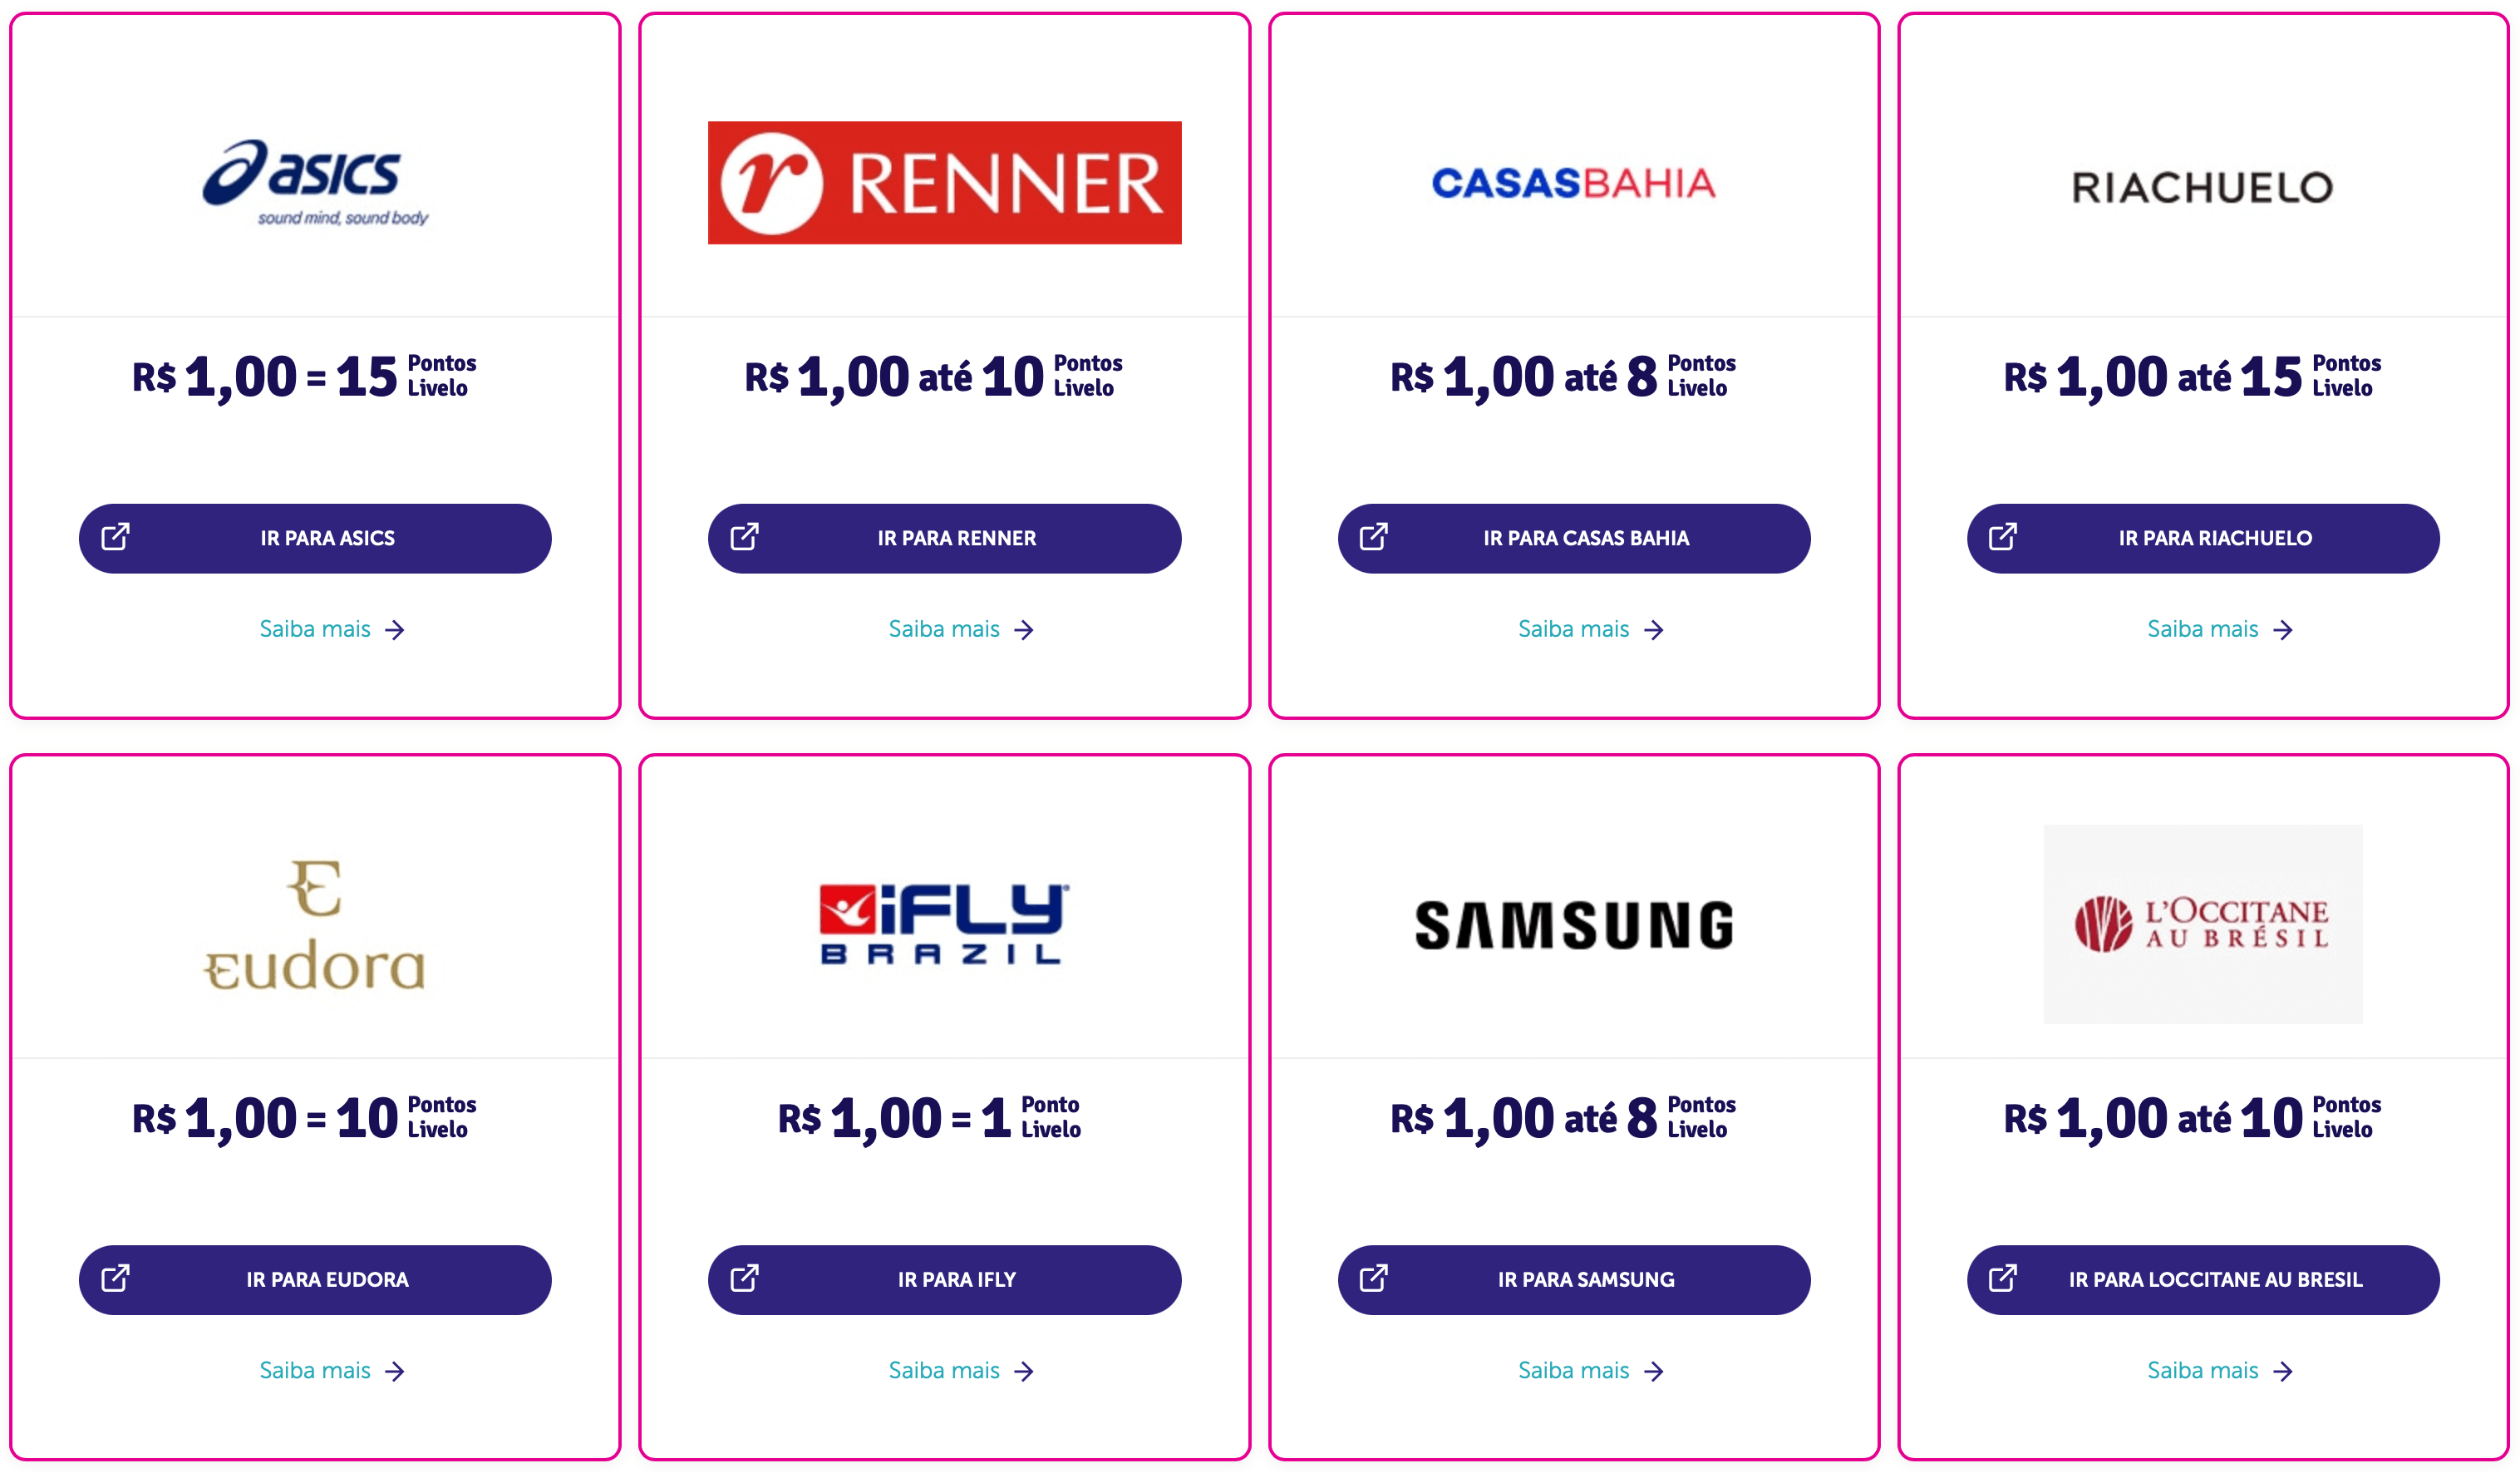 asics
sound mind, sound body
R$ 1,00 = 15 Pontos Livelo
IR PARA ASICS
Saiba mais
r RENNER
R$ 1,00 até 10 Pontos Livelo
IR PARA RENNER
Saiba mais
CASASBAHIA
R$ 1,00 até 8 Pontos Livelo
IR PARA CASAS BAHIA
Saiba mais
RIACHUELO
R$ 1,00 até 15 Pontos Livelo
IR PARA RIACHUELO
Saiba mais
E
eudora
R$ 1,00 = 10 Pontos Livelo
IR PARA EUDORA
Saiba mais
iFLY
BRAZIL
R$ 1,00 = 1 Ponto Livelo
IR PARA IFLY
Saiba mais
SAMSUNG
R$ 1,00 até 8 Pontos Livelo
IR PARA SAMSUNG
Saiba mais
L'OCCITANE
AU BRÉSIL
R$ 1,00 até 10 Pontos Livelo
IR PARA LOCCITANE AU BRESIL
Saiba mais